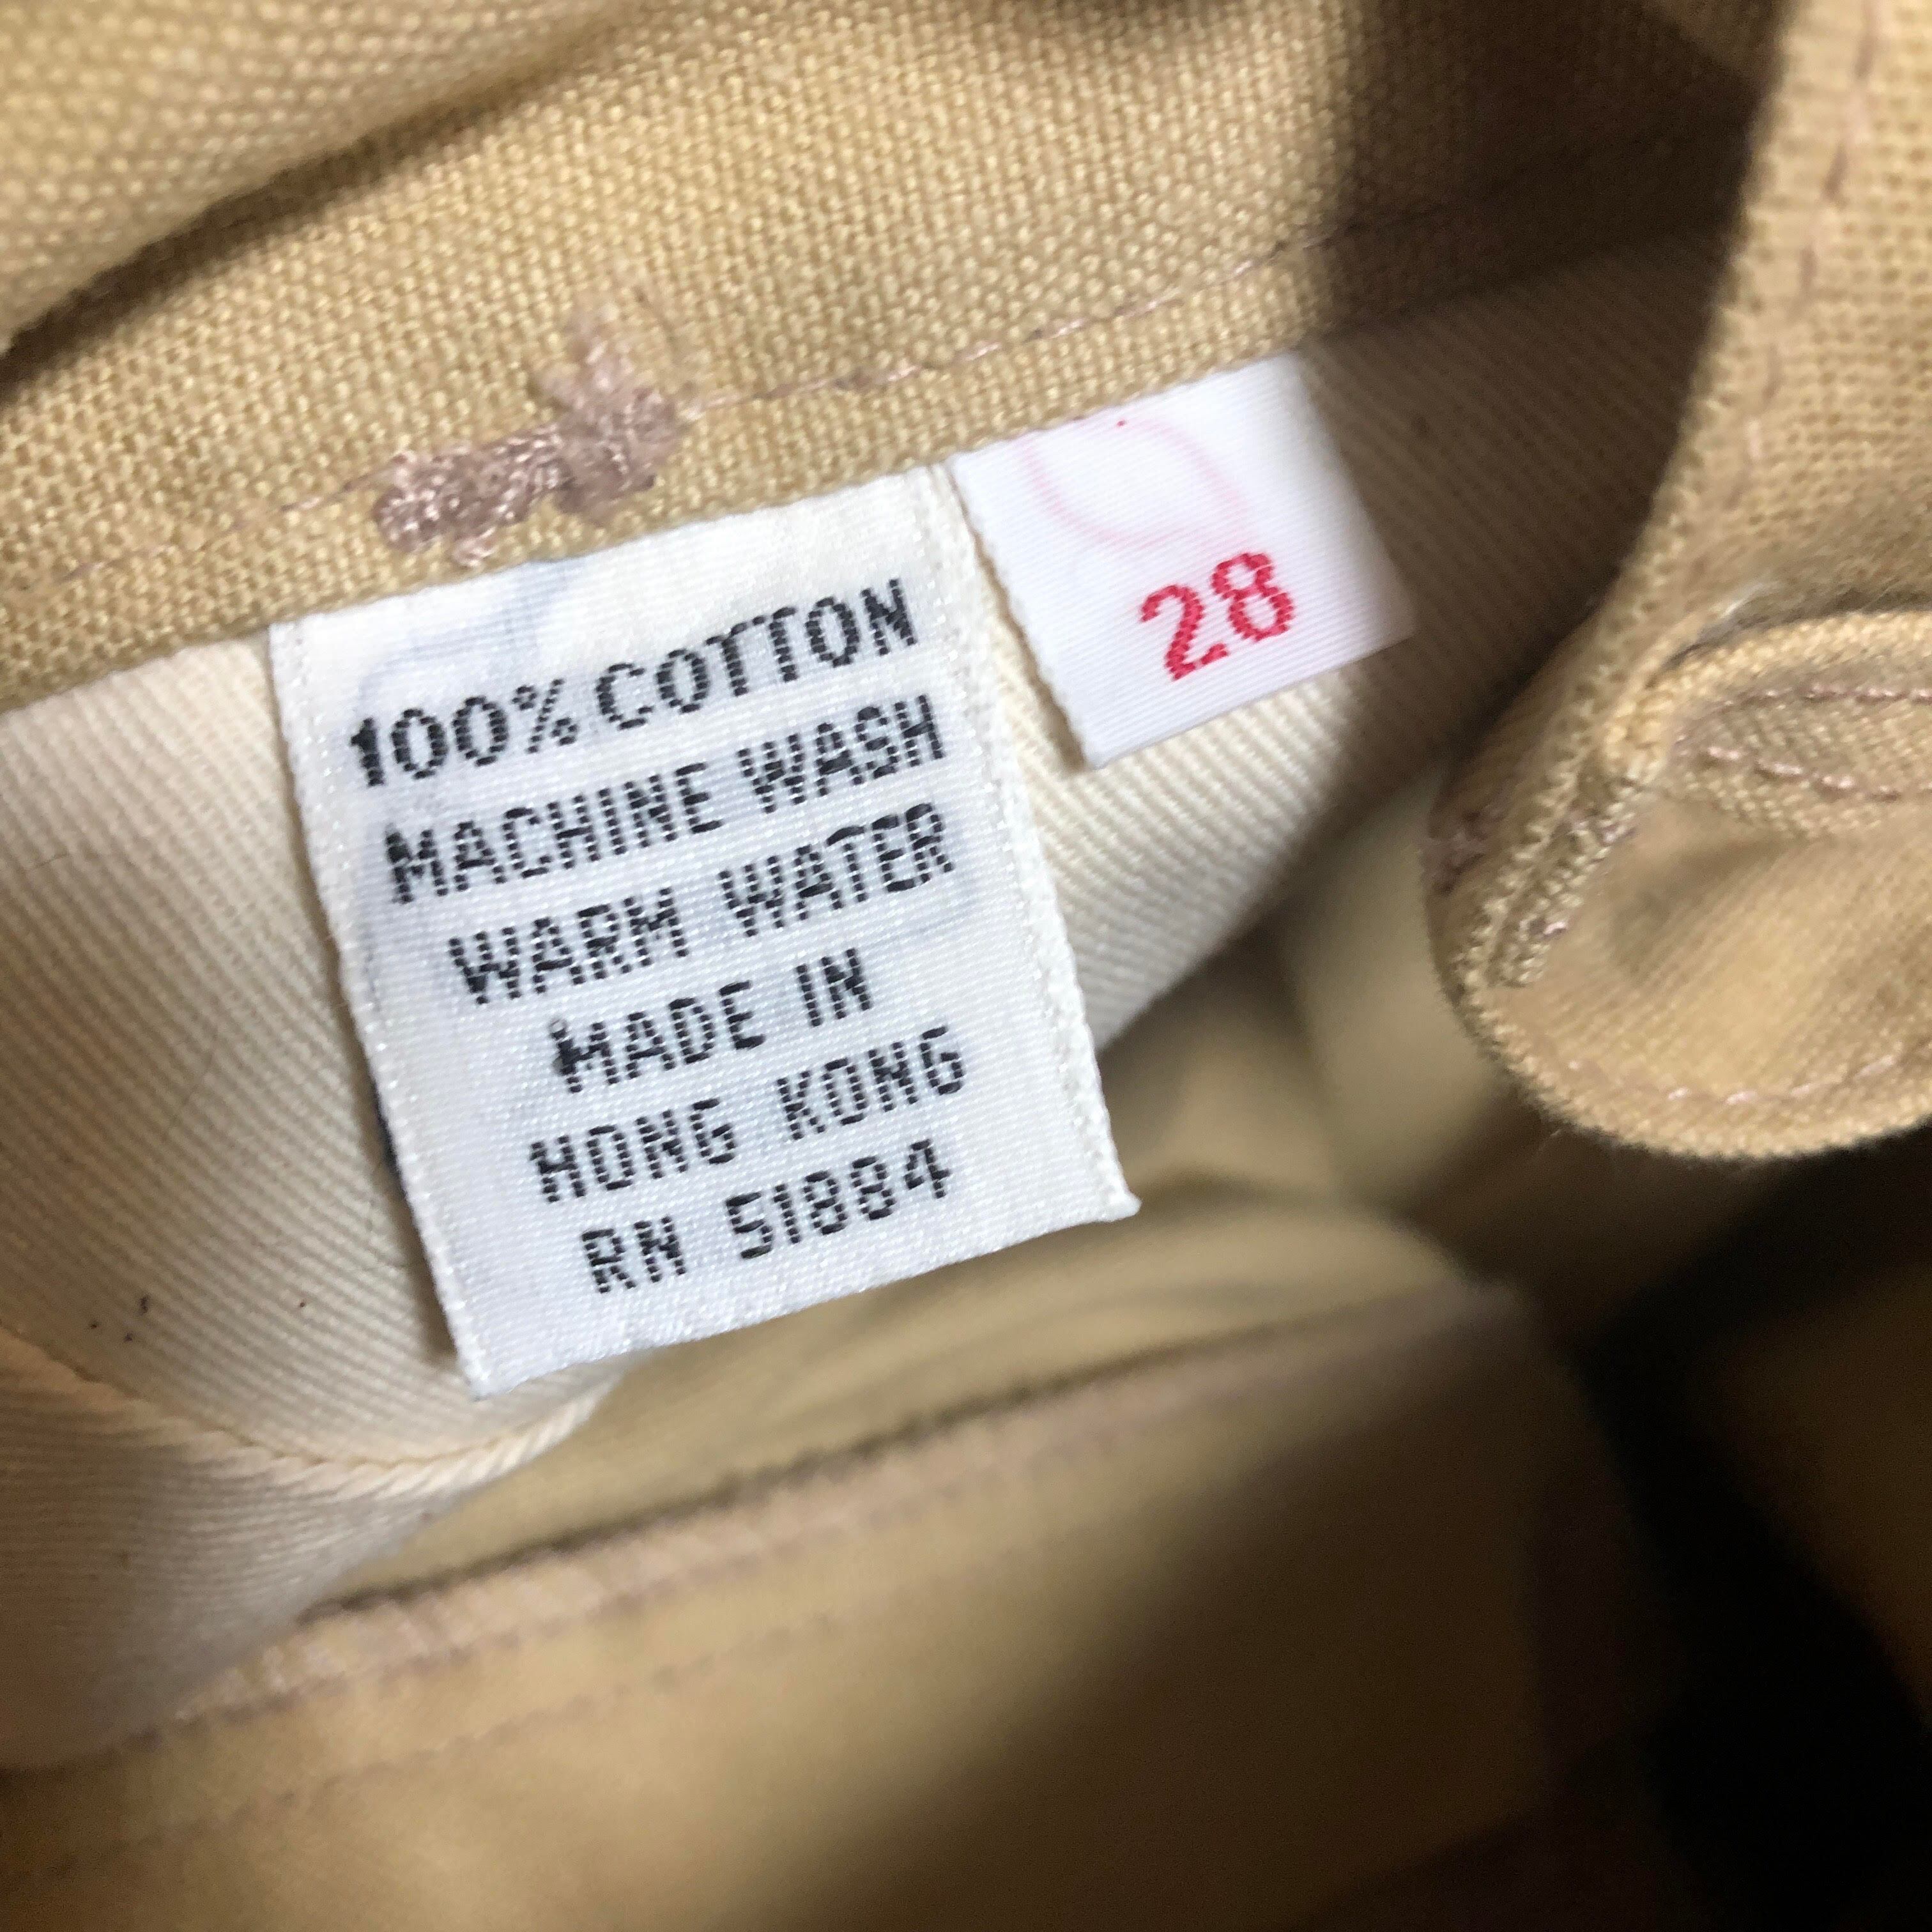 100% COTTON
MACHINE WASH
WARM WATER
MADE IN
HONG KONG
RN 51884
28